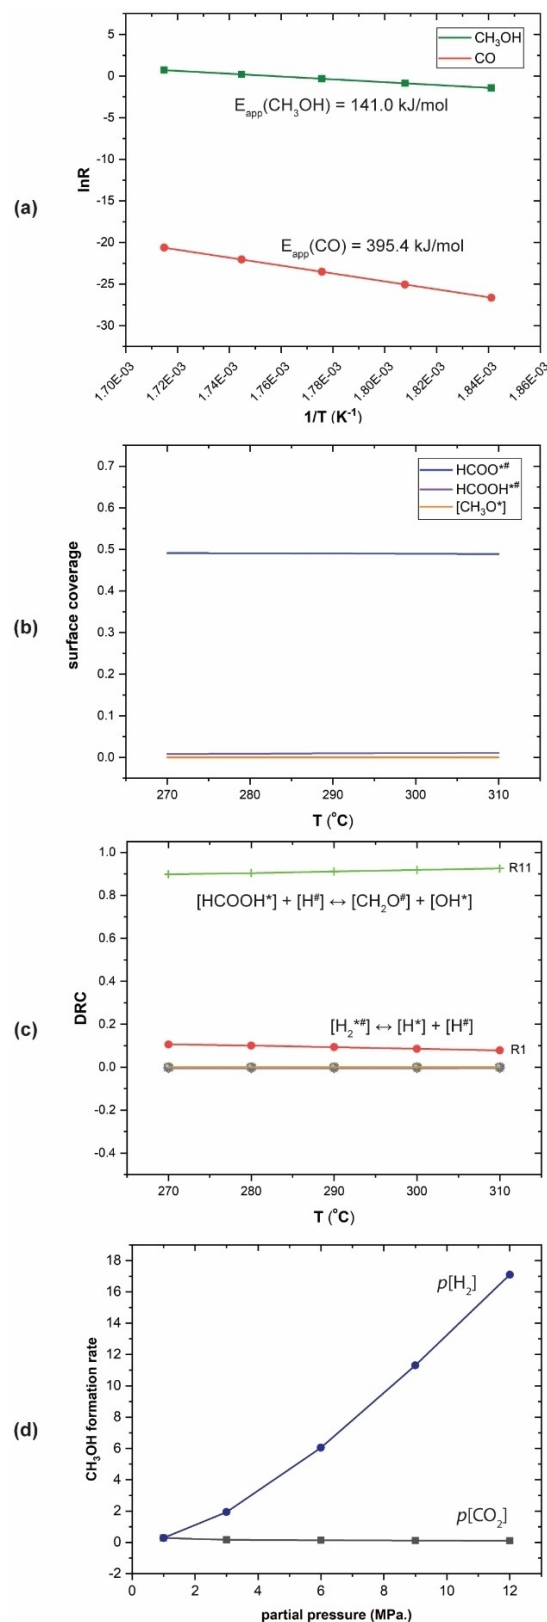 (a)
lnR
5
0
-5
-10
-15
-20
-25
-30
CH₃OH
CO
E_app(CH₃OH) = 141.0 kJ/mol
E_app(CO) = 395.4 kJ/mol
1.70E-03 1.72E-03 1.74E-03 1.76E-03 1.78E-03 1.80E-03 1.82E-03 1.84E-03 1.86E-03
1/T (K⁻¹)
(b)
surface coverage
0.7
0.6
0.5
0.4
0.3
0.2
0.1
0.0
HCOO*#
HCOOH*#
[CH₃O*]
270 280 290 300 310
T (°C)
(c)
DRC
1.0
0.8
0.6
0.4
0.2
0.0
-0.2
-0.4
R11
[HCOOH*] + [H#] ↔ [CH₂O#] + [OH*]
[H₂*#] ↔ [H*] + [H#]
R1
270 280 290 300 310
T (°C)
(d)
CH₃OH formation rate
18
16
14
12
10
8
6
4
2
0
-2
p[H₂]
p[CO₂]
0 2 4 6 8 10 12
partial pressure (MPa.)